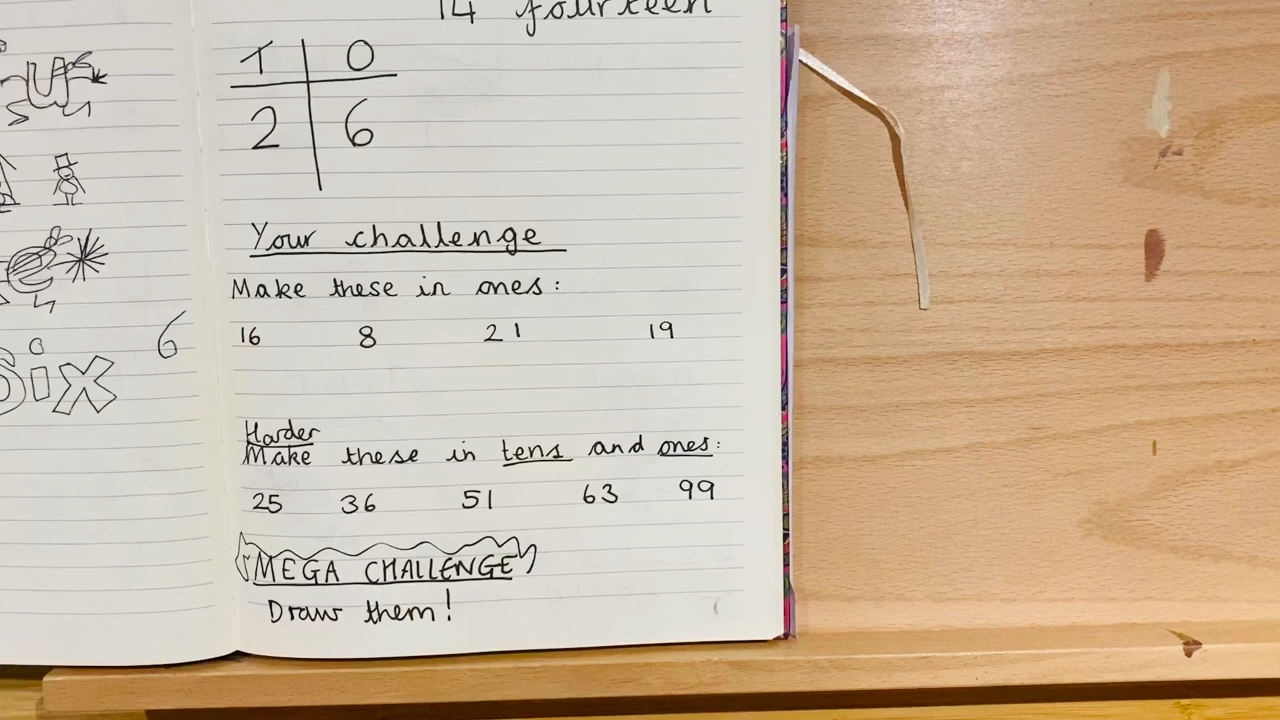 6
Six
14 fourteen
T O
2 6
Your challenge
Make these in ones:
16 8 21 19
Harder
Make these in tens and ones:
25 36 51 63 99
MEGA CHALLENGE
Draw them!